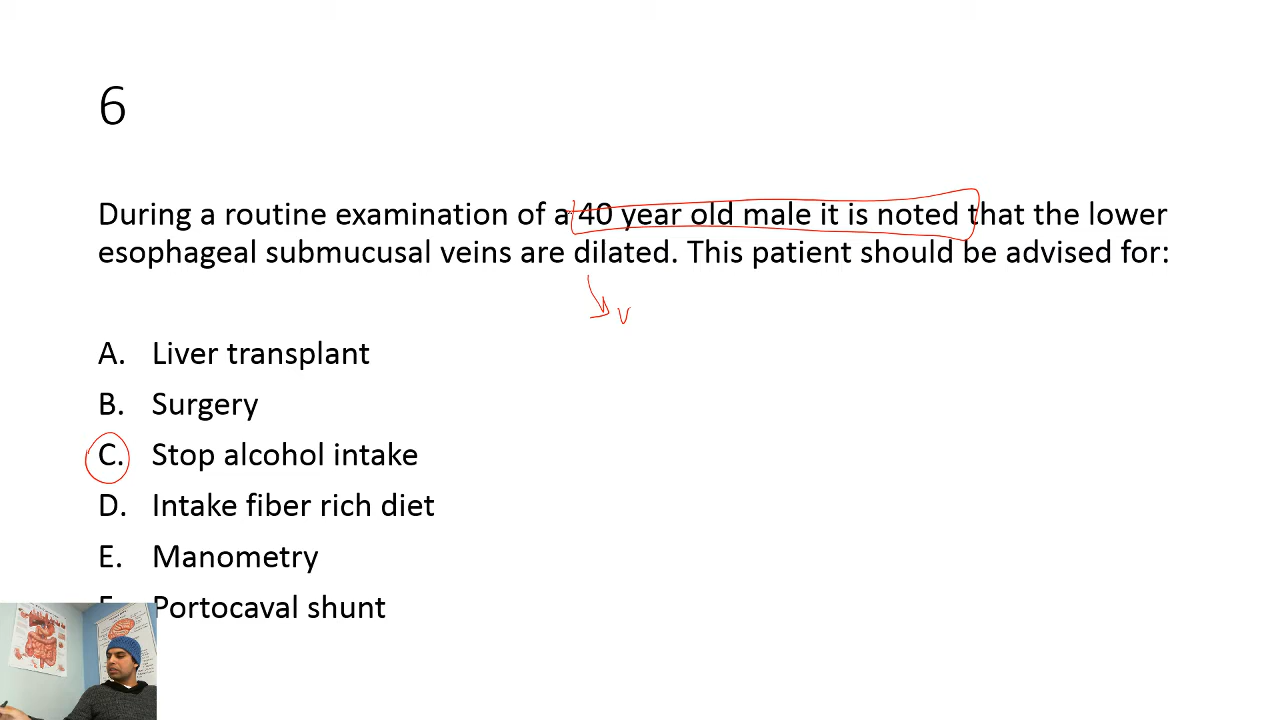 6
During a routine examination of a 40 year old male it is noted that the lower
esophageal submucusal veins are dilated. This patient should be advised for:
V
A. Liver transplant
B. Surgery
C. Stop alcohol intake
D. Intake fiber rich diet
E. Manometry
Portocaval shunt